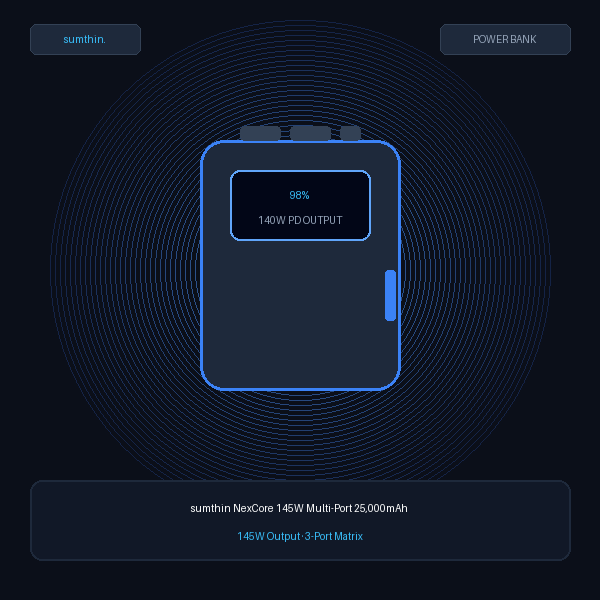 sumthin.
POWER BANK
98%
140W PD OUTPUT
sumthin NexCore 145W Multi-Port 25,000mAh
145W Output · 3-Port Matrix